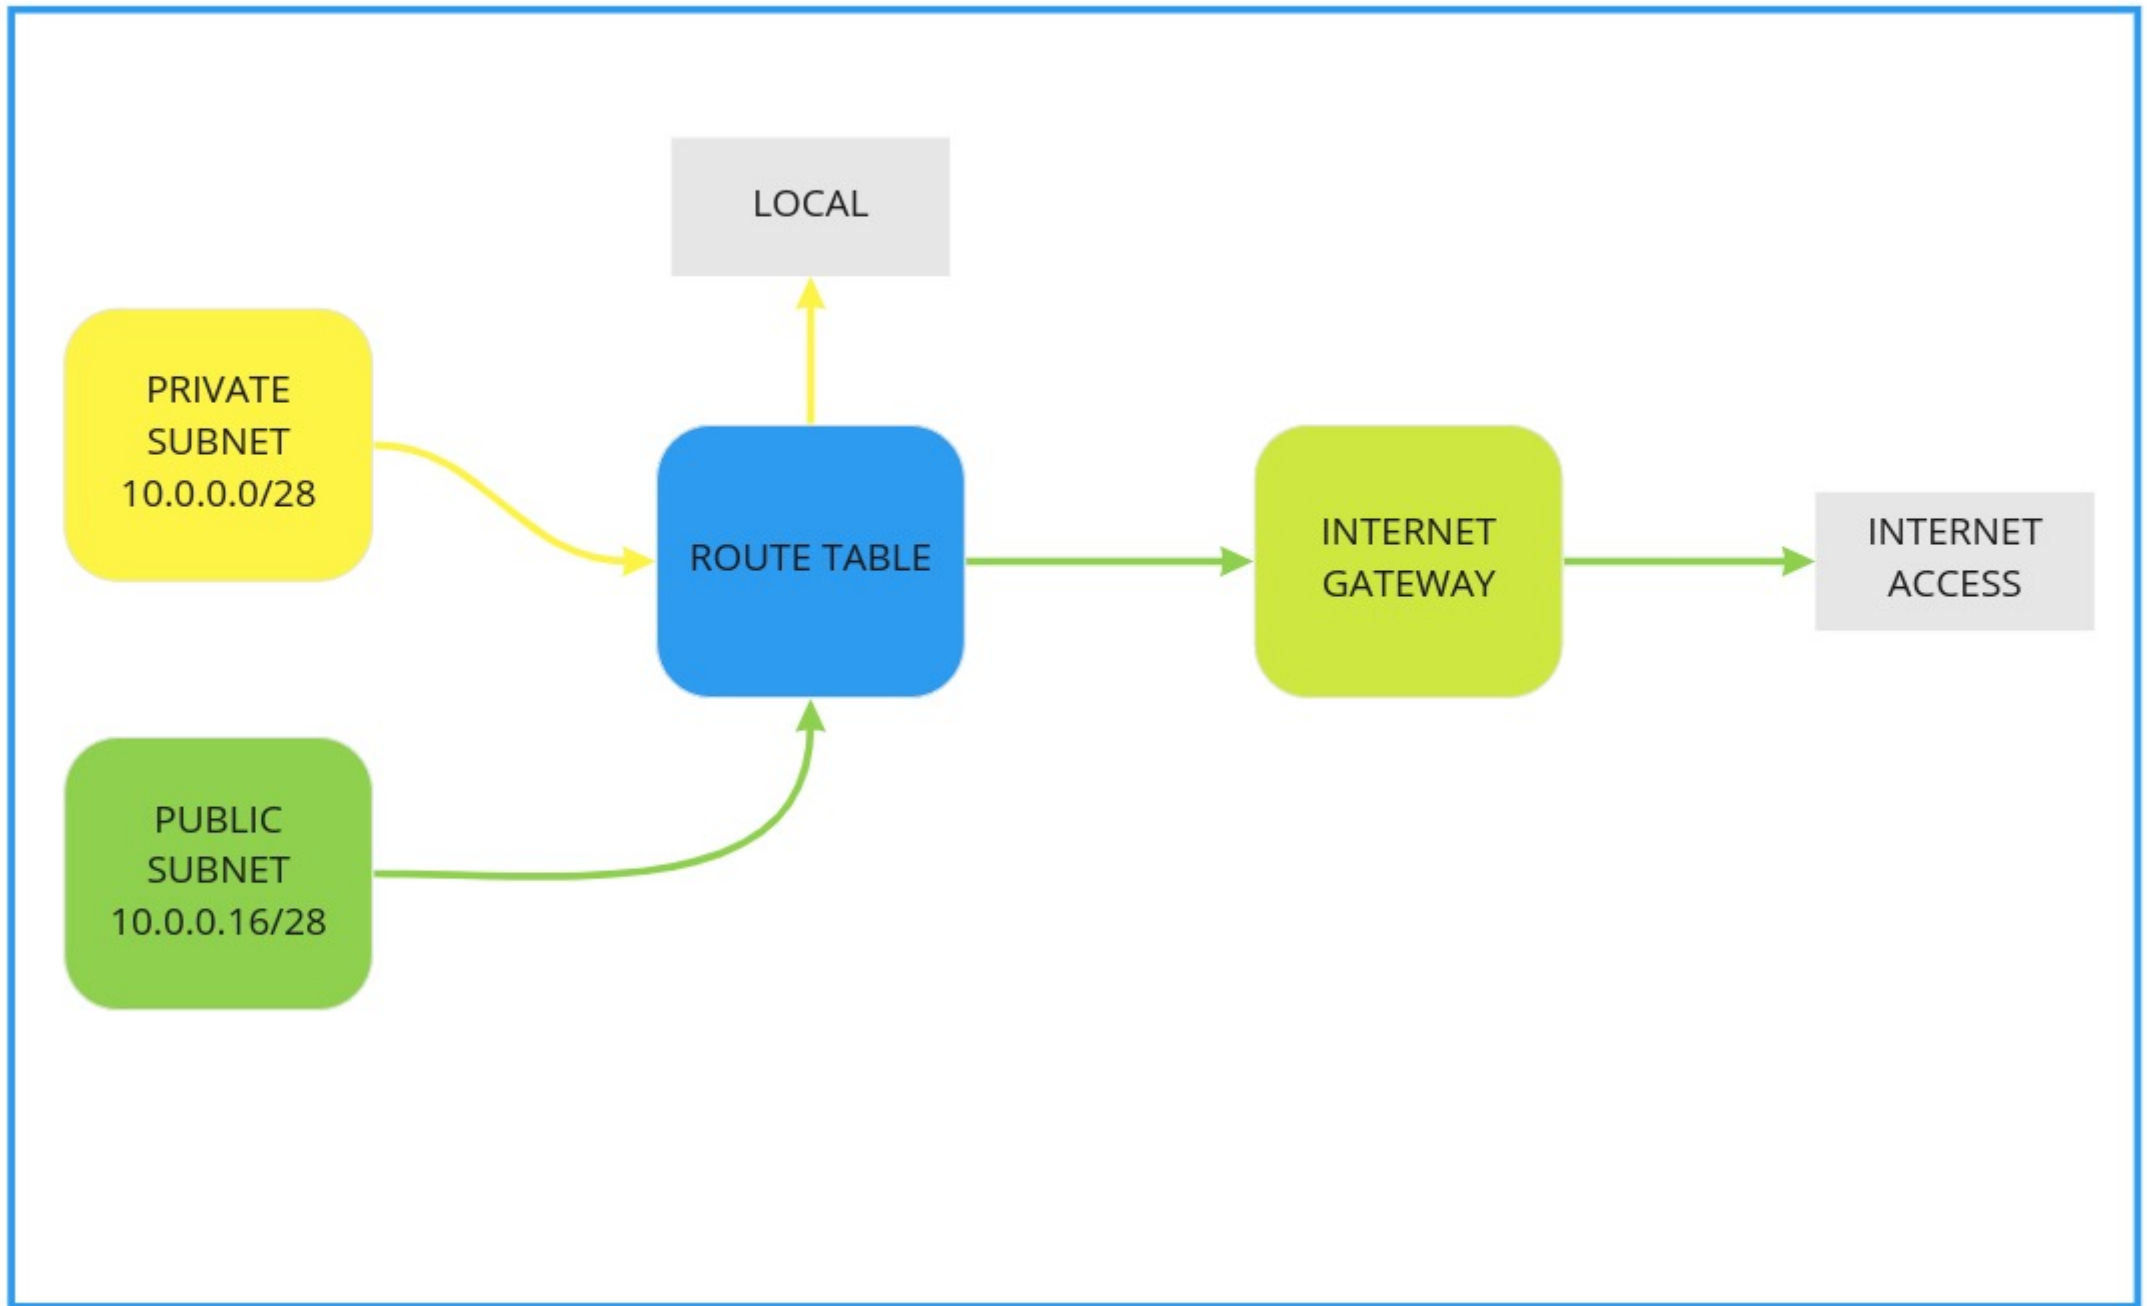 LOCAL
PRIVATE
SUBNET
10.0.0.0/28
ROUTE TABLE
INTERNET
GATEWAY
INTERNET
ACCESS
PUBLIC
SUBNET
10.0.0.16/28